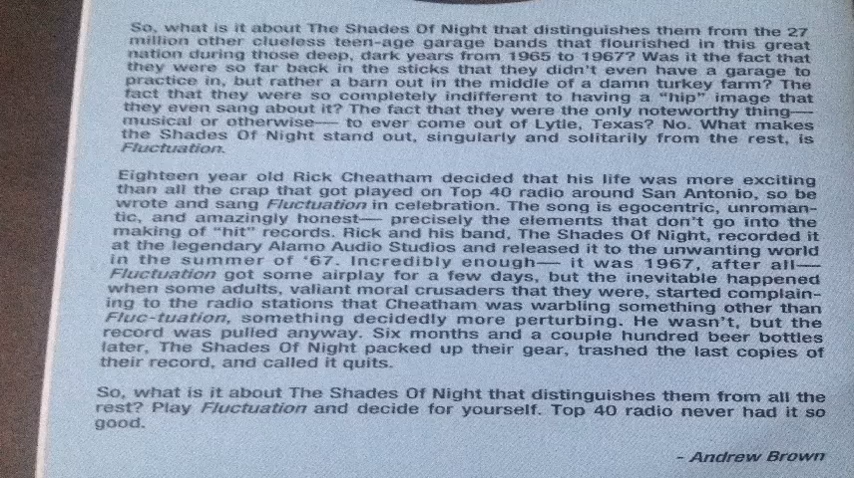 So, what is it about The Shades Of Night that distinguishes them from the 27
million other clueless teen-age garage bands that flourished in this great
nation during those deep, dark years from 1965 to 1967? Was it the fact that
they were so far back in the sticks that they didn't even have a garage to
practice in, but rather a barn out in the middle of a damn turkey farm? The
fact that they were so completely indifferent to having a "hip" image that
they even sang about it? The fact that they were the only noteworthy thing—
musical or otherwise— to ever come out of Lytle, Texas? No. What makes
the Shades Of Night stand out, singularly and solitarily from the rest, is
Fluctuation.
Eighteen year old Rick Cheatham decided that his life was more exciting
than all the crap that got played on Top 40 radio around San Antonio, so be
wrote and sang Fluctuation in celebration. The song is egocentric, unroman-
tic, and amazingly honest— precisely the elements that don't go into the
making of "hit" records. Rick and his band, The Shades Of Night, recorded it
at the legendary Alamo Audio Studios and released it to the unwanting world
in the summer of '67. Incredibly enough— it was 1967, after all—
Fluctuation got some airplay for a few days, but the inevitable happened
when some adults, valiant moral crusaders that they were, started complain-
ing to the radio stations that Cheatham was warbling something other than
Fluc-tuation, something decidedly more perturbing. He wasn't, but the
record was pulled anyway. Six months and a couple hundred beer bottles
later, The Shades Of Night packed up their gear, trashed the last copies of
their record, and called it quits.
So, what is it about The Shades Of Night that distinguishes them from all the
rest? Play Fluctuation and decide for yourself. Top 40 radio never had it so
good.
- Andrew Brown